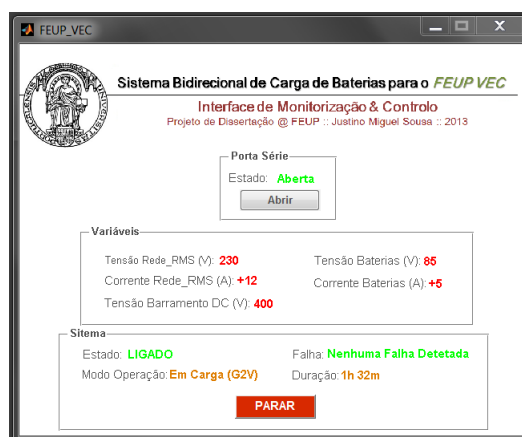 FEUP_VEC
Sistema Bidirecional de Carga de Baterias para o FEUP VEC
Interface de Monitorização & Controlo
Projeto de Dissertação @ FEUP :: Justino Miguel Sousa :: 2013
Porta Série
Estado: Aberta
Abrir
Variáveis
Tensão Rede_RMS (V): 230 Tensão Baterias (V): 85
Corrente Rede_RMS (A): +12 Corrente Baterias (A): +5
Tensão Barramento DC (V): 400
Sitema
Estado: LIGADO Falha: Nenhuma Falha Detetada
Modo Operação: Em Carga (G2V) Duração: 1h 32m
PARAR